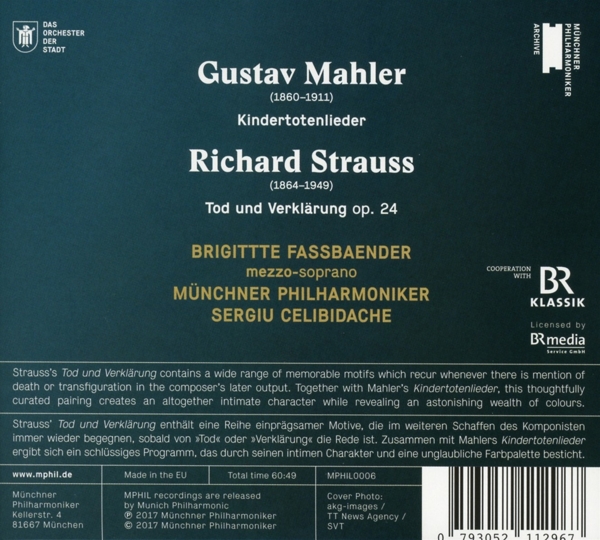 DAS
ORCHESTER
DER
STADT
MÜNCHNER
PHILHARMONIKER
ARCHIVE
Gustav Mahler
(1860–1911)
Kindertotenlieder
Richard Strauss
(1864–1949)
Tod und Verklärung op. 24
BRIGITTTE FASSBAENDER
mezzo-soprano
MÜNCHNER PHILHARMONIKER
SERGIU CELIBIDACHE
COOPERATION
WITH
BR
KLASSIK
Licensed by
BRmedia
Service GmbH
Strauss's Tod und Verklärung contains a wide range of memorable motifs which recur whenever there is mention of
death or transfiguration in the composer's later output. Together with Mahler's Kindertotenlieder, this thoughtfully
curated pairing creates an altogether intimate character while revealing an astonishing wealth of colours.
Strauss' Tod und Verklärung enthält eine Reihe einprägsamer Motive, die im weiteren Schaffen des Komponisten
immer wieder begegnen, sobald von »Tod« oder »Verklärung« die Rede ist. Zusammen mit Mahlers Kindertotenlieder
ergibt sich ein schlüssiges Programm, das durch seinen intimen Charakter und eine unglaubliche Farbpalette besticht.
www.mphil.de
Made in the EU
Total time 60:49
MPHIL0006
Münchner
Philharmoniker
Kellerstr. 4
81667 München
MPHIL recordings are released
by Munich Philharmonic
℗ 2017 Münchner Philharmoniker
© 2017 Münchner Philharmoniker
Cover Photo:
akg-images /
TT News Agency /
SVT
0 793052 112967